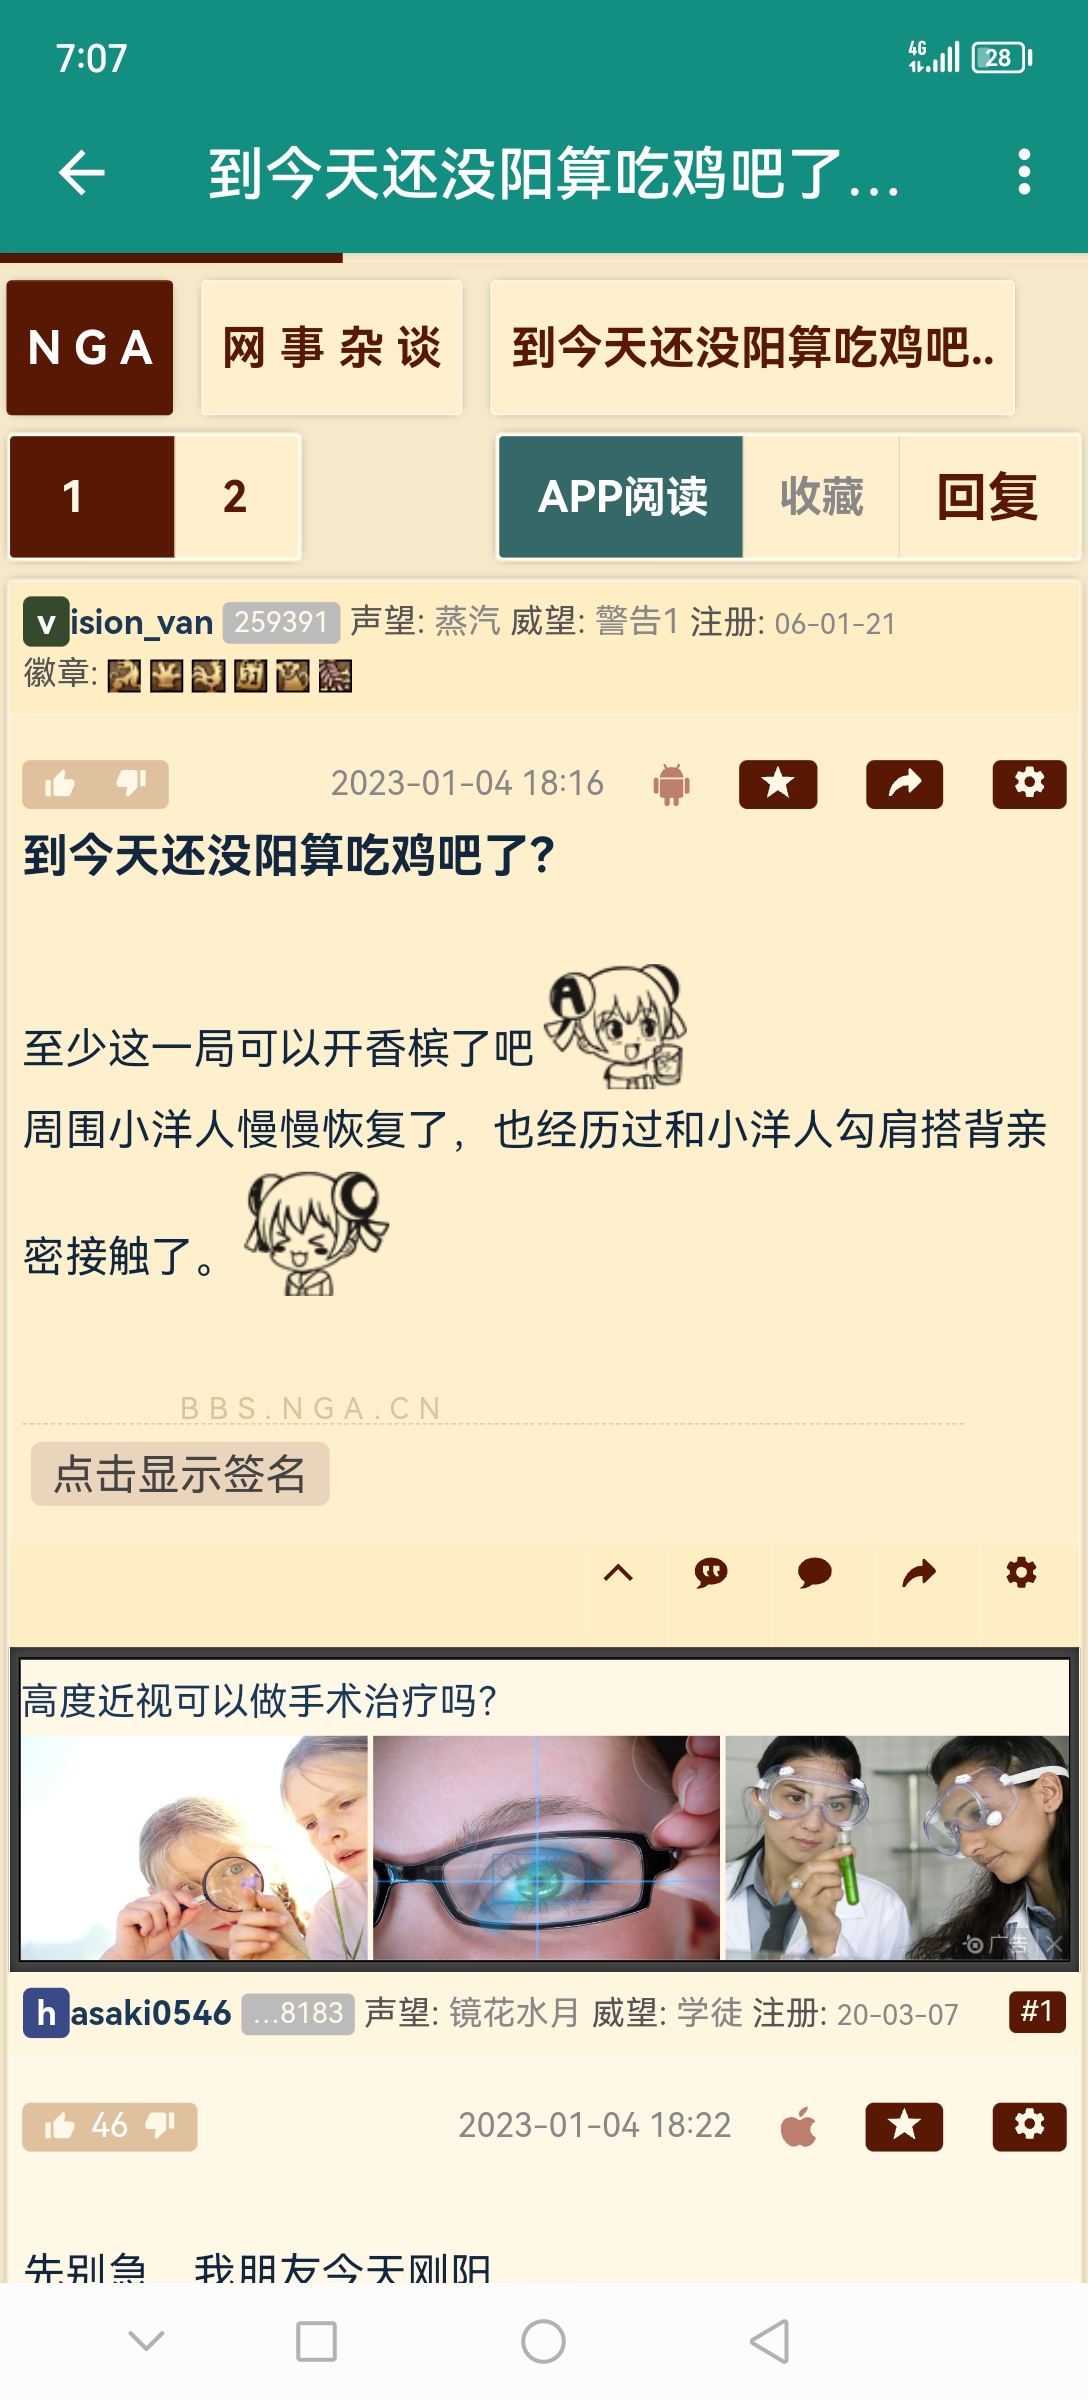 7:07
4G
28
到今天还没阳算吃鸡吧了...
NGA
网事杂谈
到今天还没阳算吃鸡吧..
1
2
APP阅读
收藏
回复
vision_van 259391 声望: 蒸汽 威望: 警告1 注册: 06-01-21
徽章:
2023-01-04 18:16
到今天还没阳算吃鸡吧了?
至少这一局可以开香槟了吧
周围小洋人慢慢恢复了，也经历过和小洋人勾肩搭背亲
密接触了。
BBS.NGA.CN
点击显示签名
高度近视可以做手术治疗吗?
广告
hasaki0546 ...8183 声望: 镜花水月 威望: 学徒 注册: 20-03-07 #1
46
2023-01-04 18:22
先别急 我朋友今天刚阳